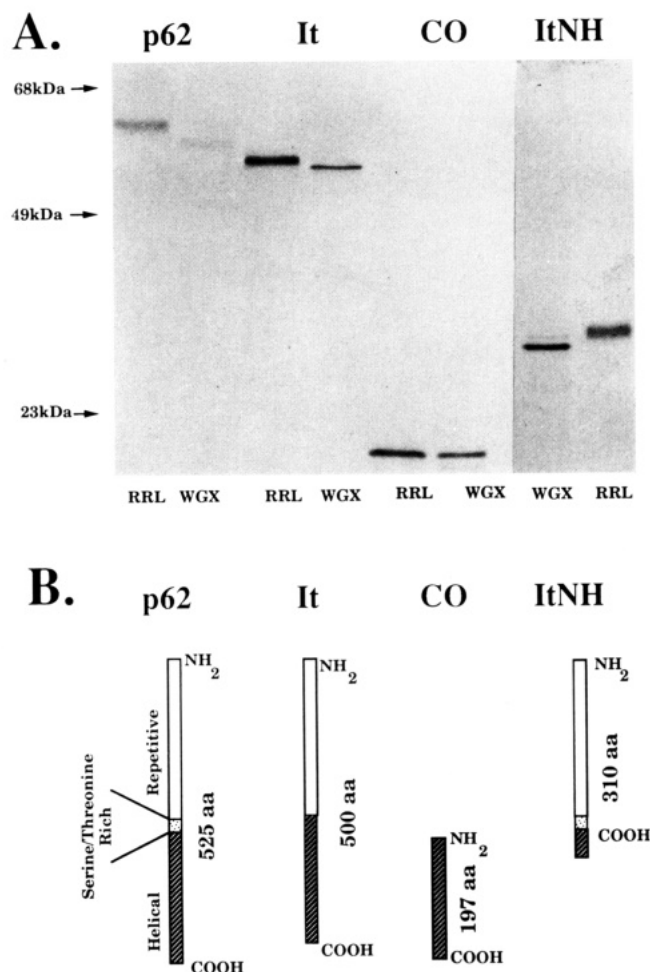 A.
p62 It CO ItNH
68kDa
49kDa
23kDa
RRL WGX RRL WGX RRL WGX WGX RRL
B.
p62 It CO ItNH
NH2 NH2 NH2
Repetitive
Serine/Threonine
Rich
Helical
525 aa
500 aa
NH2
197 aa
310 aa
COOH
COOH COOH COOH